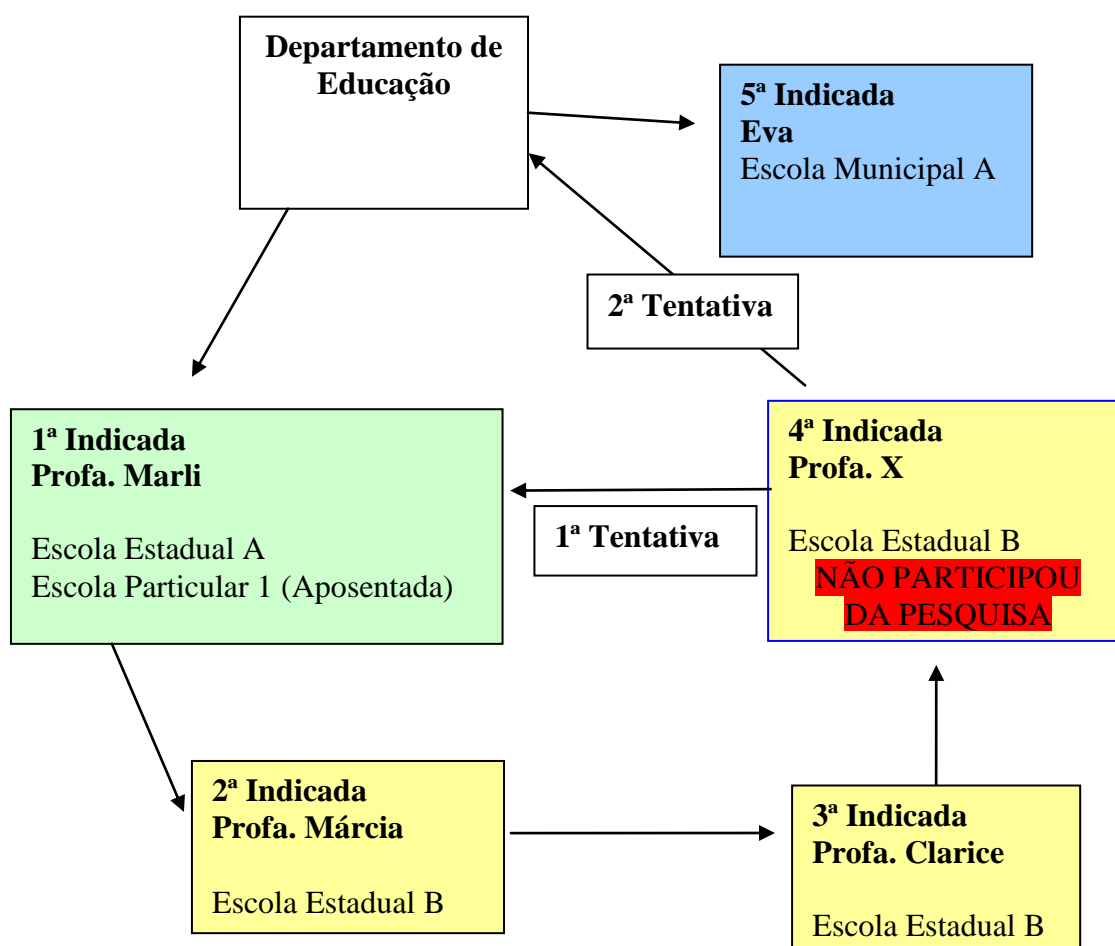 Departamento de
Educação
5ª Indicada
Eva
Escola Municipal A
2ª Tentativa
1ª Indicada
Profa. Marli
Escola Estadual A
Escola Particular 1 (Aposentada)
1ª Tentativa
4ª Indicada
Profa. X
Escola Estadual B
NÃO PARTICIPOU
DA PESQUISA
2ª Indicada
Profa. Márcia
Escola Estadual B
3ª Indicada
Profa. Clarice
Escola Estadual B